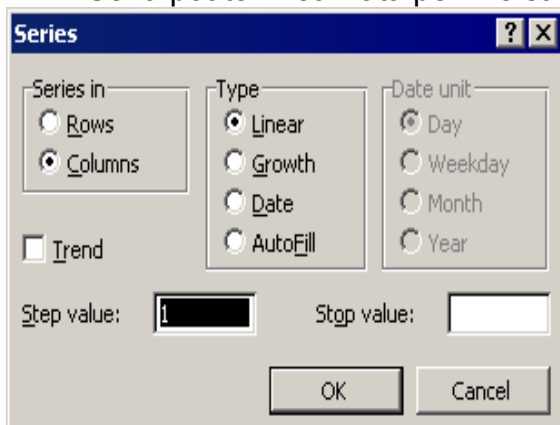 Series
Series in
Rows
Columns
Type
Linear
Growth
Date
AutoFill
Date unit
Day
Weekday
Month
Year
Trend
Step value: 1
Stop value:
OK
Cancel